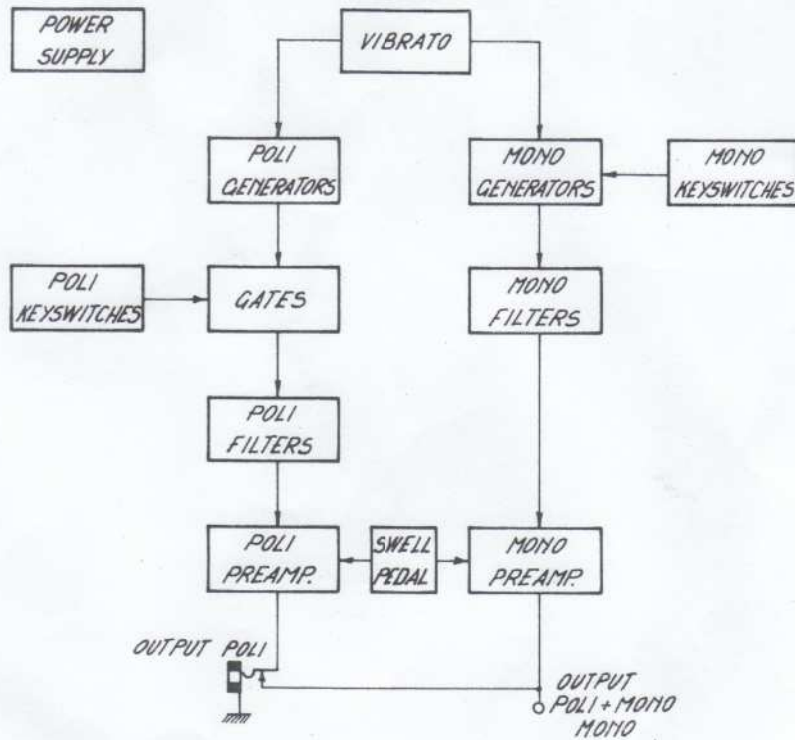 POWER
SUPPLY
VIBRATO
POLI
GENERATORS
MONO
GENERATORS
MONO
KEYSWITCHES
POLI
KEYSWITCHES
GATES
MONO
FILTERS
POLI
FILTERS
POLI
PREAMP.
SWELL
PEDAL
MONO
PREAMP.
OUTPUT POLI
OUTPUT
POLI + MONO
MONO